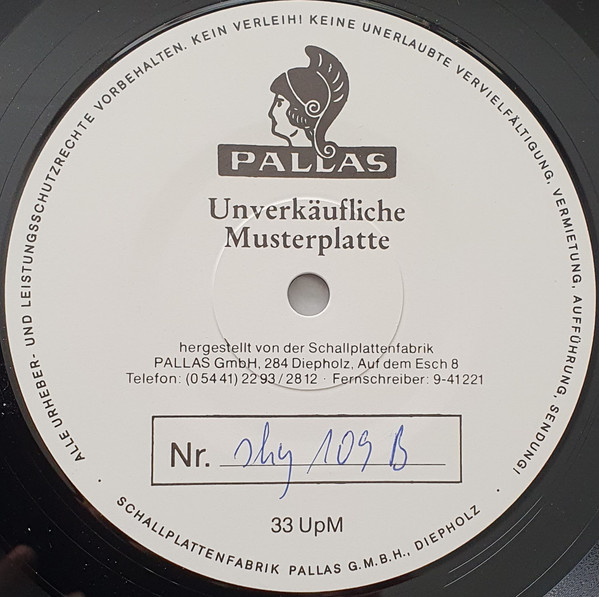 ALLE URHEBER- UND LEISTUNGSSCHUTZRECHTE VORBEHALTEN. KEIN VERLEIH! KEINE UNERLAUBTE VERVIELFÄLTIGUNG, VERMIETUNG, AUFFÜHRUNG, SENDUNG!
PALLAS
Unverkäufliche
Musterplatte
hergestellt von der Schallplattenfabrik
PALLAS GmbH, 284 Diepholz, Auf dem Esch 8
Telefon: (0 54 41) 22 93 / 28 12 · Fernschreiber: 9-41221
Nr. sky 109 B
33 UpM
· SCHALLPLATTENFABRIK PALLAS G.M.B.H., DIEPHOLZ ·